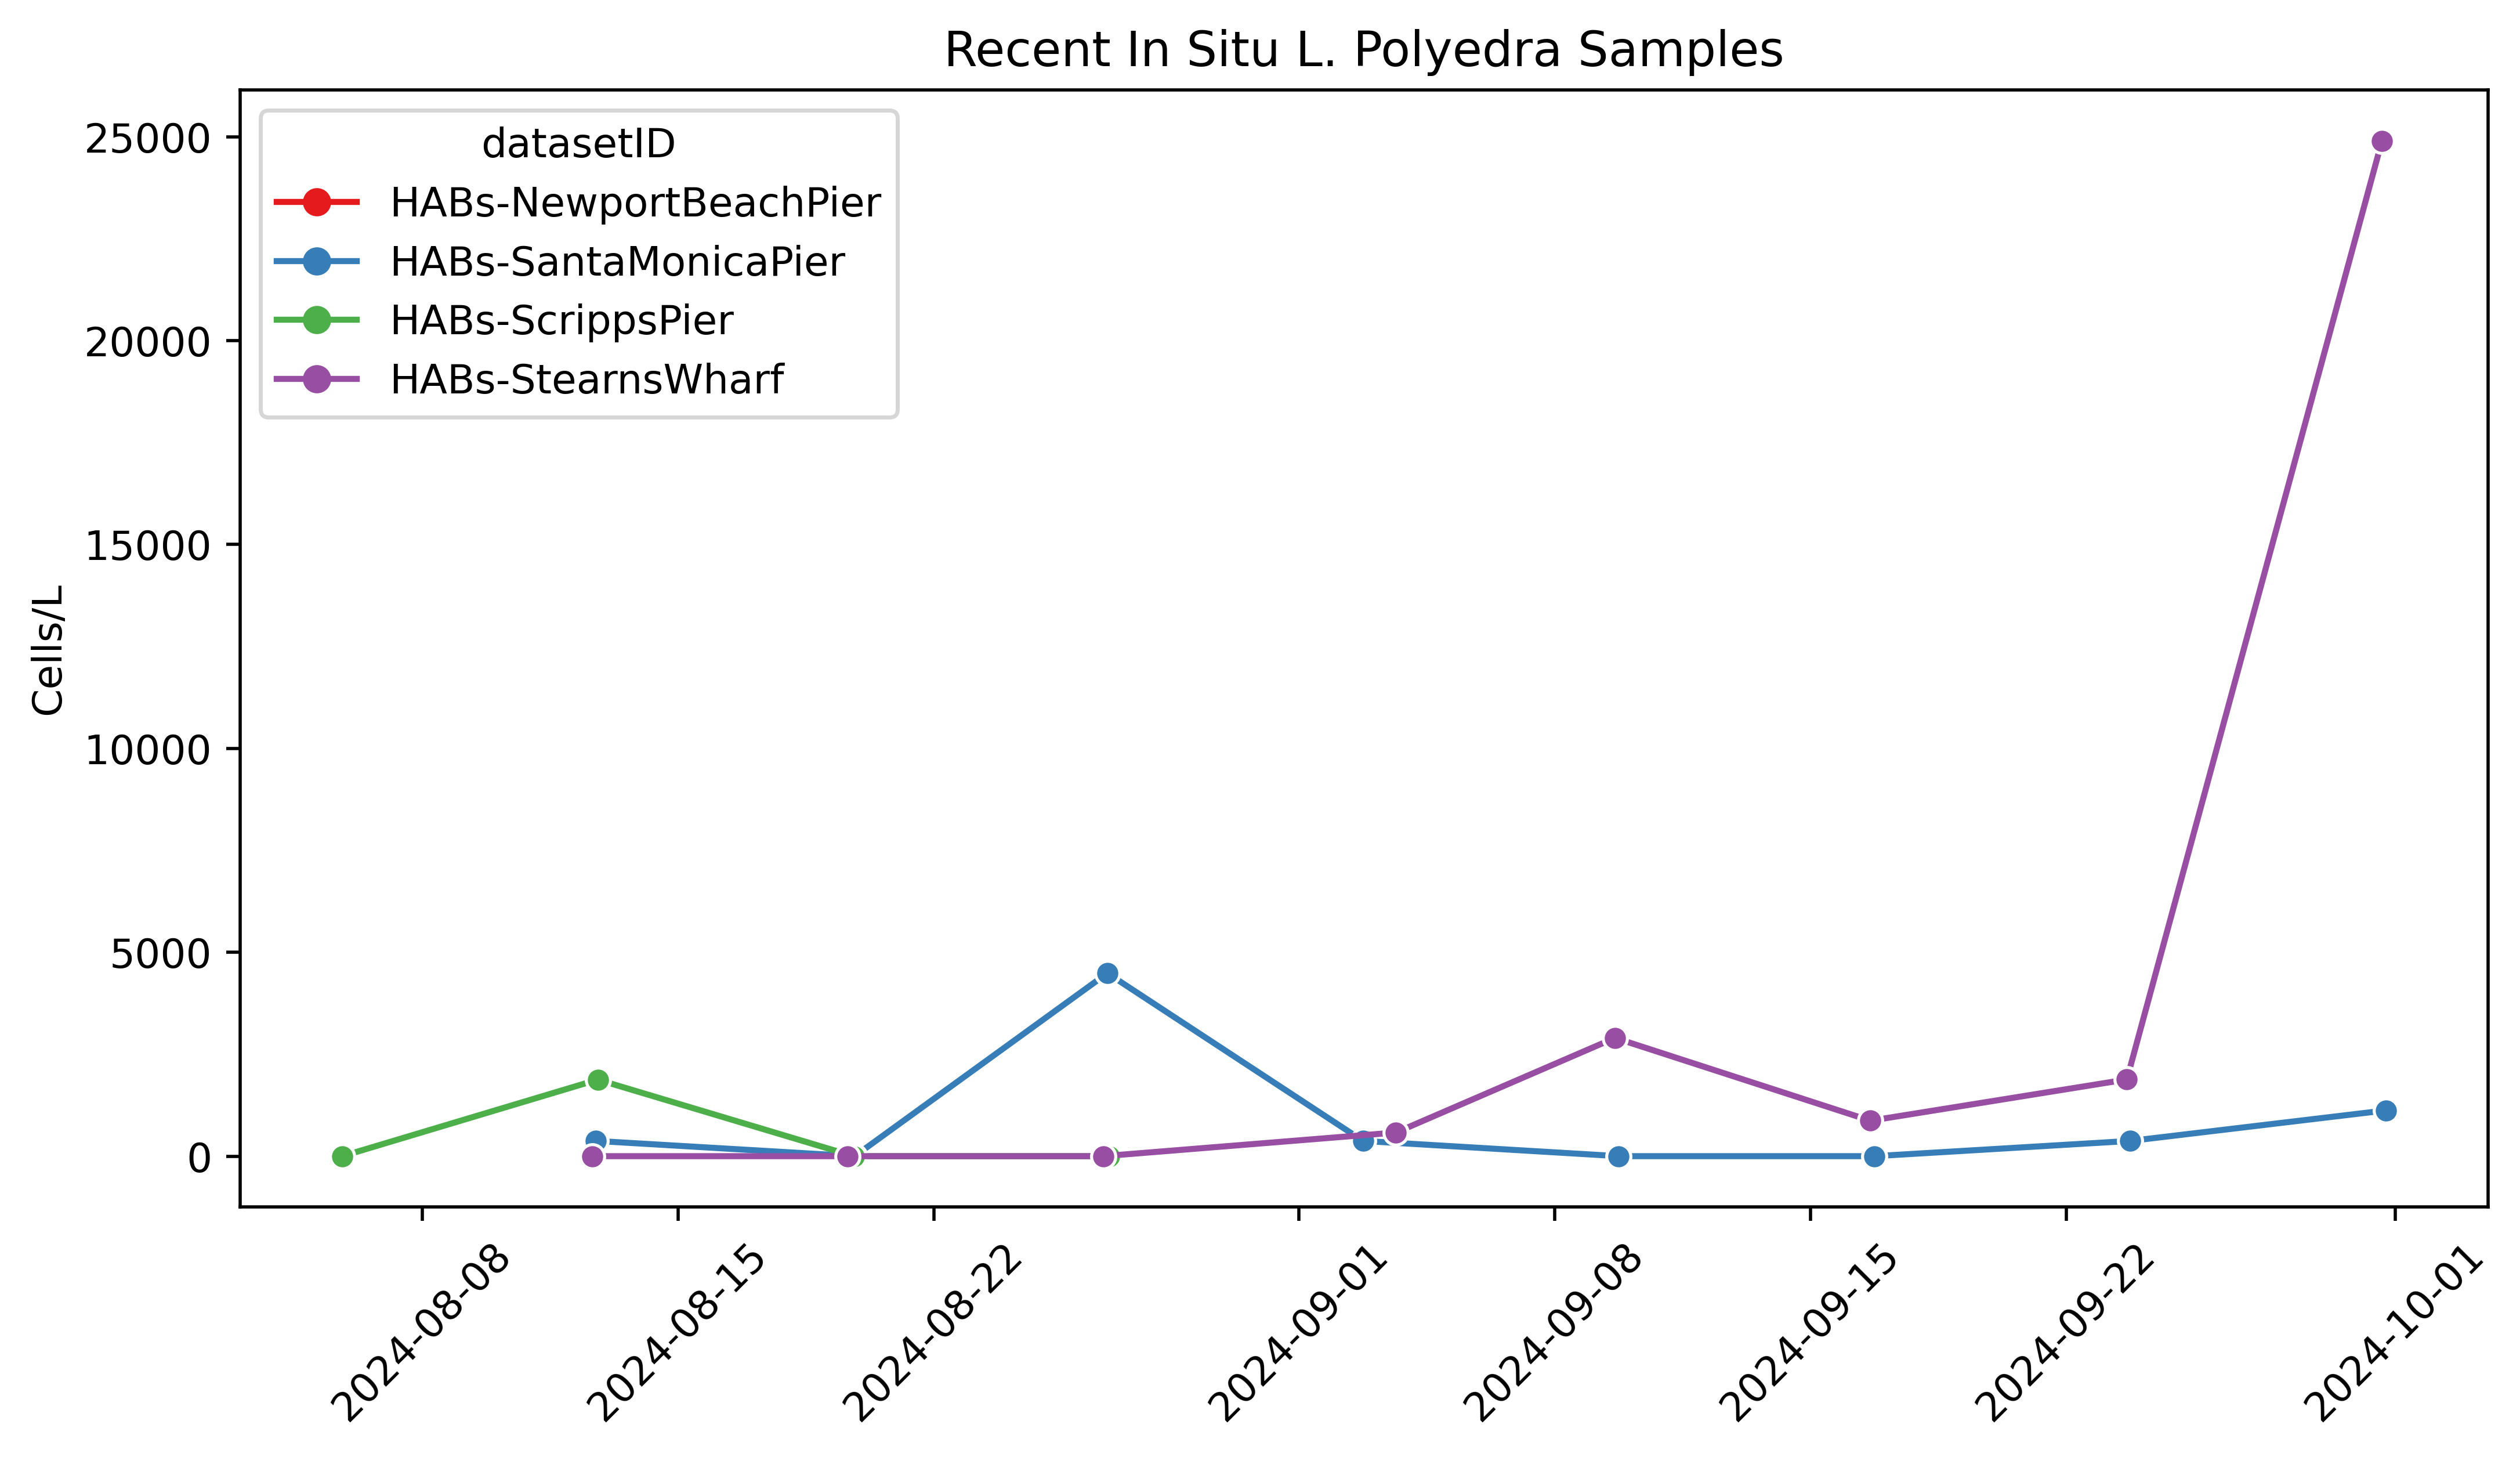 Recent In Situ L. Polyedra Samples
datasetID
HABs-NewportBeachPier
HABs-SantaMonicaPier
HABs-ScrippsPier
HABs-StearnsWharf
Cells/L
25000
20000
15000
10000
5000
0
2024-08-08
2024-08-15
2024-08-22
2024-09-01
2024-09-08
2024-09-15
2024-09-22
2024-10-01